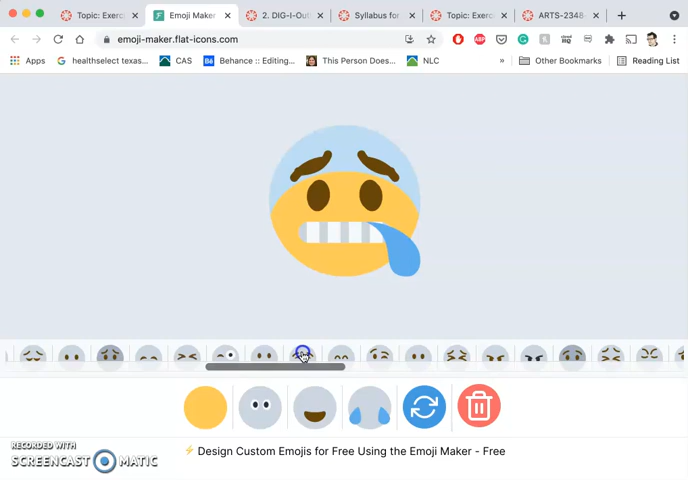 Topic: Exerc
Emoji Maker
2. DIG-I-Out
Syllabus for
Topic: Exerc
ARTS-2348-
emoji-maker.flat-icons.com
ABP
Apps
healthselect texas...
CAS
Bē
Behance :: Editing...
This Person Does...
NLC
»
Other Bookmarks
Reading List
⚡ Design Custom Emojis for Free Using the Emoji Maker - Free
RECORDED WITH
SCREENCAST O MATIC